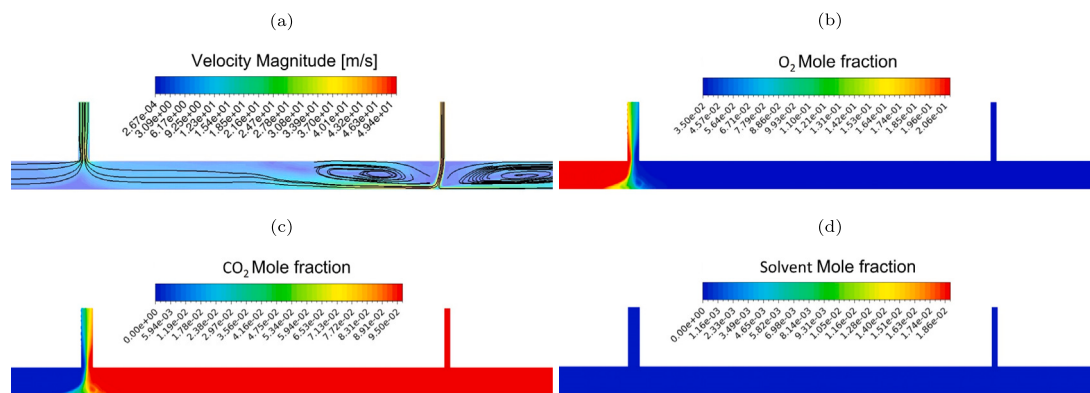 (a)
Velocity Magnitude [m/s]
2.67e-04
3.09e+00
0.17e+00
9.25e+01
1.23e+01
1.54e+01
1.85e+01
2.16e+01
2.47e+01
2.78e+01
3.08e+01
3.39e+01
3.70e+01
4.01e+01
4.32e+01
4.63e+01
4.94e+01
(b)
O₂ Mole fraction
3.50e-02
4.57e-02
5.64e-02
6.71e-02
7.79e-02
8.86e-02
9.93e-02
1.10e-01
1.21e-01
1.31e-01
1.42e-01
1.53e-01
1.64e-01
1.74e-01
1.85e-01
1.96e-01
2.06e-01
(c)
CO₂ Mole fraction
0.00e+00
5.94e-03
1.19e-02
1.78e-02
2.38e-02
2.97e-02
3.56e-02
4.16e-02
4.75e-02
5.34e-02
5.94e-02
6.53e-02
7.13e-02
7.72e-02
8.31e-02
8.91e-02
9.50e-02
(d)
Solvent Mole fraction
0.00e+00
1.16e-03
2.33e-03
3.49e-03
4.65e-03
5.82e-03
6.98e-03
8.14e-03
9.31e-03
1.05e-02
1.16e-02
1.28e-02
1.40e-02
1.51e-02
1.63e-02
1.74e-02
1.86e-02